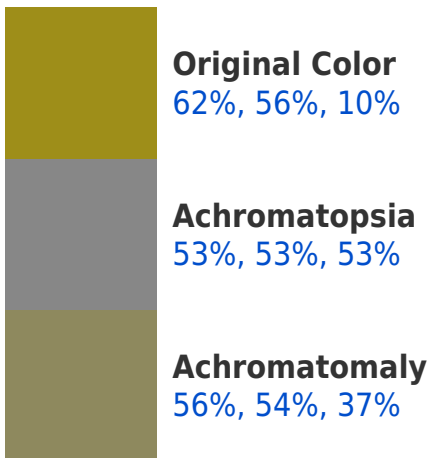 Original Color
62%, 56%, 10%
Achromatopsia
53%, 53%, 53%
Achromatomaly
56%, 54%, 37%